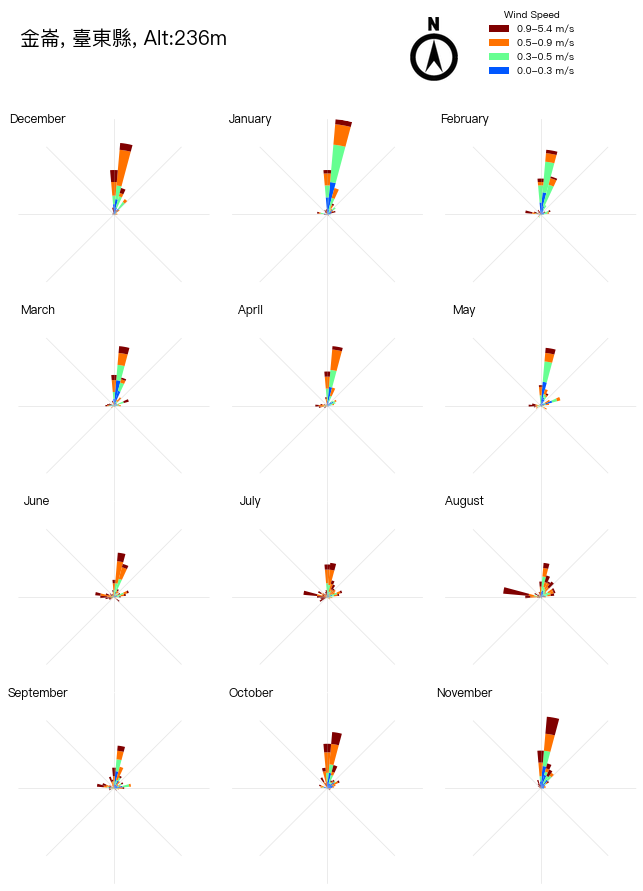 N
Wind Speed
金崙, 臺東縣, Alt:236m
0.9–5.4 m/s
0.5–0.9 m/s
0.3–0.5 m/s
0.0–0.3 m/s
December
January
February
March
April
May
June
July
August
September
October
November